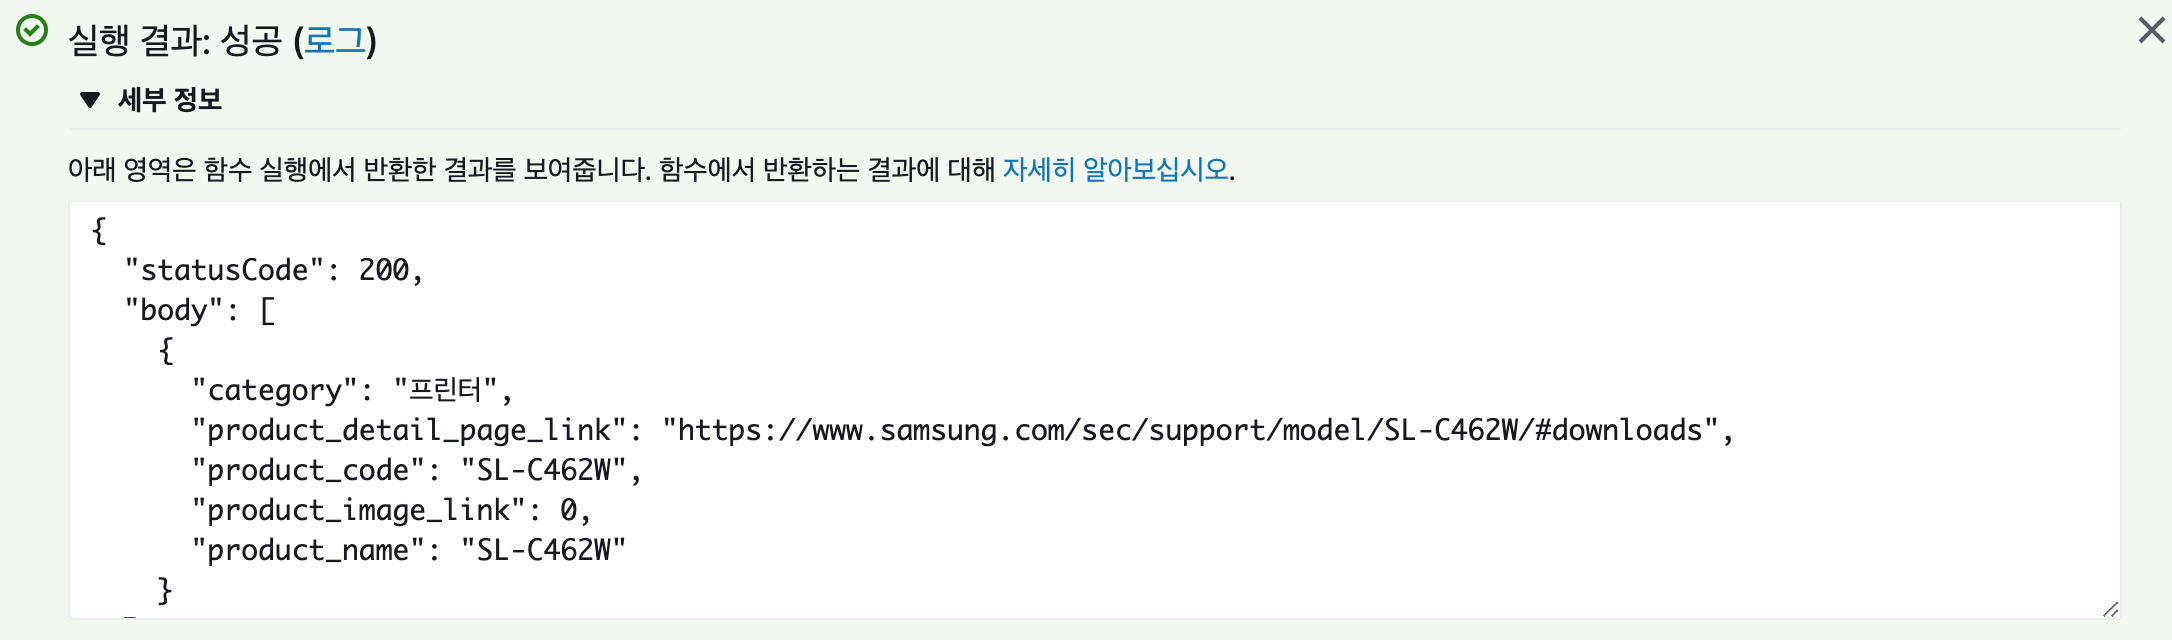 실행 결과: 성공 (로그)
세부 정보
아래 영역은 함수 실행에서 반환한 결과를 보여줍니다. 함수에서 반환하는 결과에 대해 자세히 알아보십시오.
{
"statusCode": 200,
"body": [
{
"category": "프린터",
"product_detail_page_link": "https://www.samsung.com/sec/support/model/SL-C462W/#downloads",
"product_code": "SL-C462W",
"product_image_link": 0,
"product_name": "SL-C462W"
}